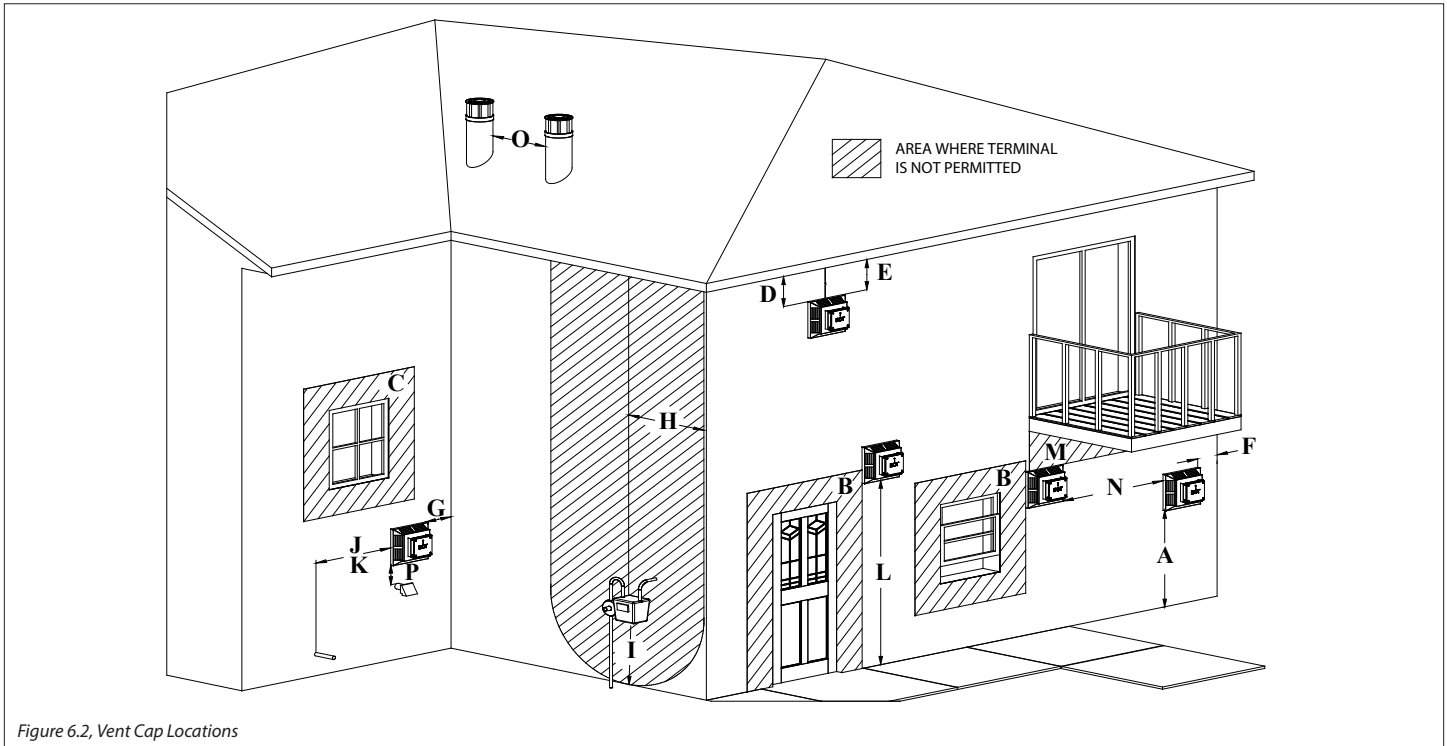 O
AREA WHERE TERMINAL
IS NOT PERMITTED
D
E
C
H
F
M
B
B
N
G
J
K
P
L
A
I
Figure 6.2, Vent Cap Locations